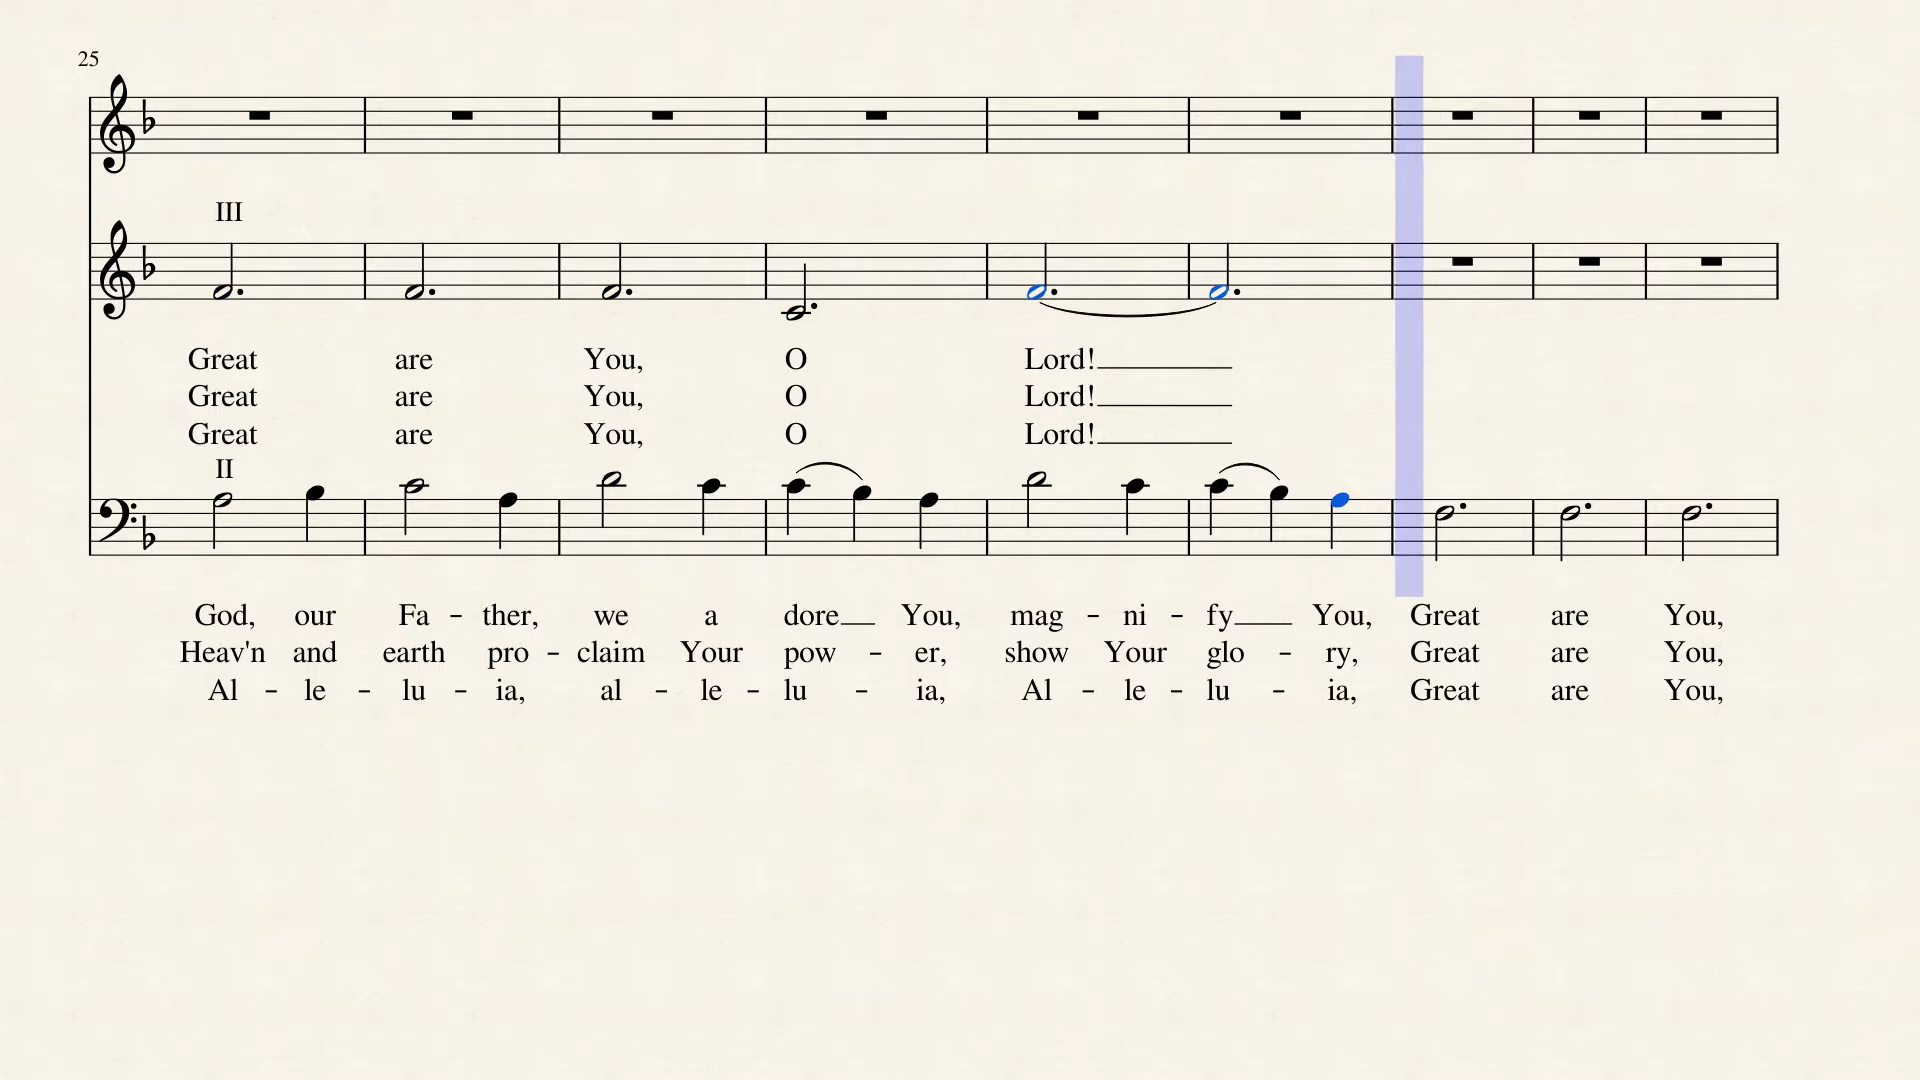 25
III
Great are You, O Lord!
Great are You, O Lord!
Great are You, O Lord!
II
God, our Fa - ther, we a dore You, mag - ni - fy You, Great are You,
Heav'n and earth pro - claim Your pow - er, show Your glo - ry, Great are You,
Al - le - lu - ia, al - le - lu - ia, Al - le - lu - ia, Great are You,